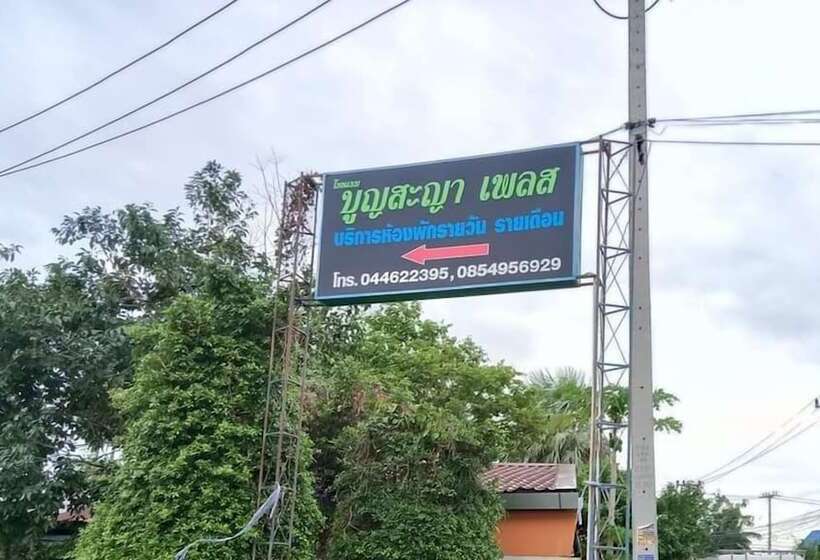 โรงแรม
บูญสะญา เพลส
บริการห้องพักรายวัน รายเดือน
โทร. 044622395, 0854956929